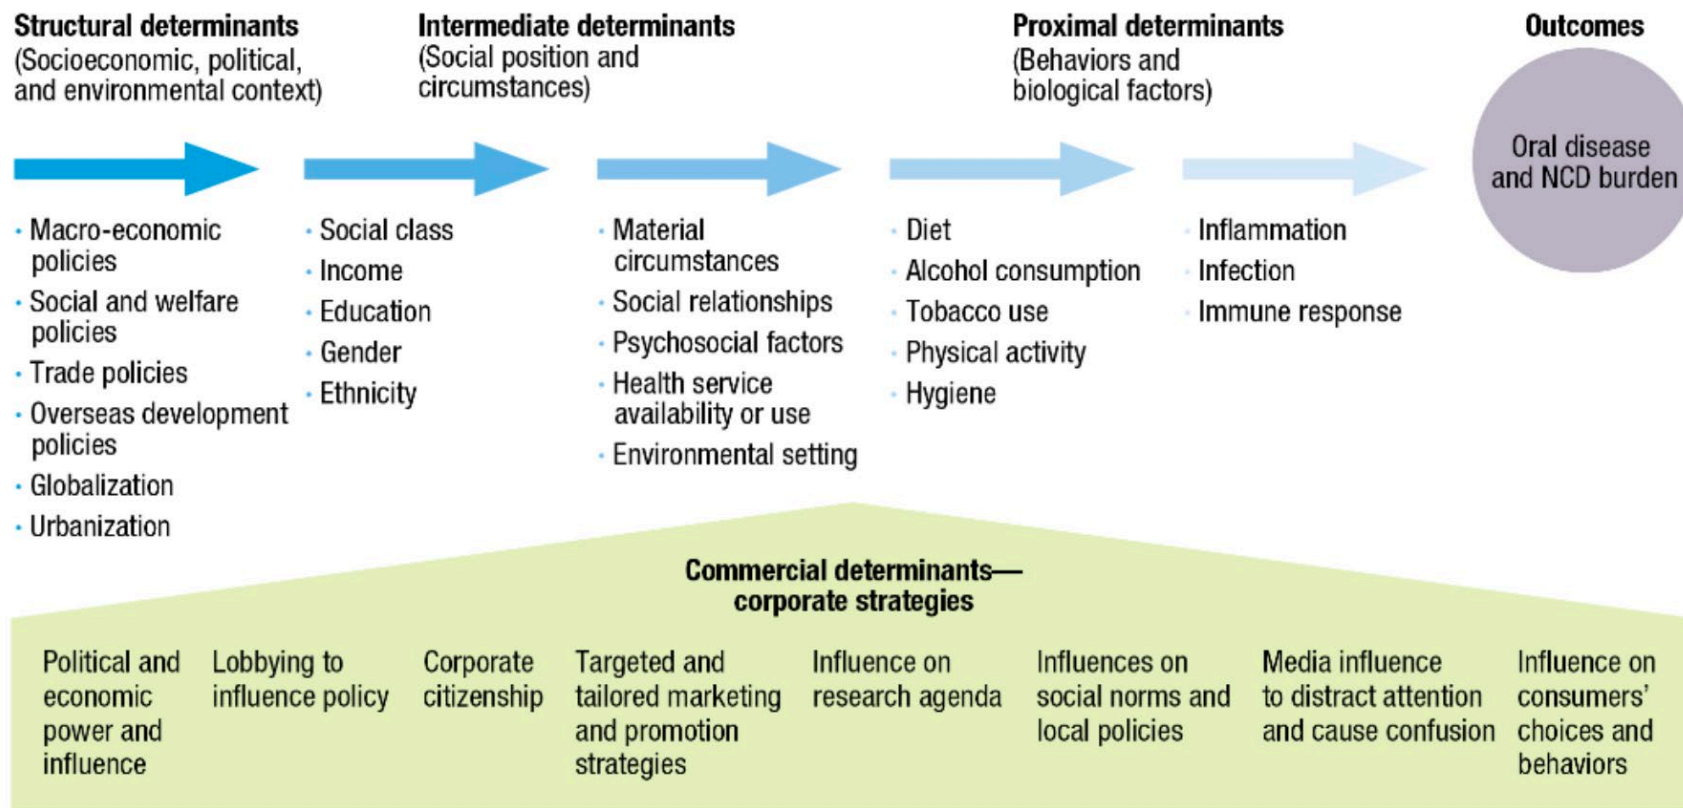 Structural determinants
(Socioeconomic, political,
and environmental context)
Intermediate determinants
(Social position and
circumstances)
Proximal determinants
(Behaviors and
biological factors)
Outcomes
Oral disease
and NCD burden
· Macro-economic
policies
· Social and welfare
policies
· Trade policies
· Overseas development
policies
· Globalization
· Urbanization
· Social class
· Income
· Education
· Gender
· Ethnicity
· Material
circumstances
· Social relationships
· Psychosocial factors
· Health service
availability or use
· Environmental setting
· Diet
· Alcohol consumption
· Tobacco use
· Physical activity
· Hygiene
· Inflammation
· Infection
· Immune response
Commercial determinants—
corporate strategies
Political and
economic
power and
influence
Lobbying to
influence policy
Corporate
citizenship
Targeted and
tailored marketing
and promotion
strategies
Influence on
research agenda
Influences on
social norms and
local policies
Media influence
to distract attention
and cause confusion
Influence on
consumers’
choices and
behaviors